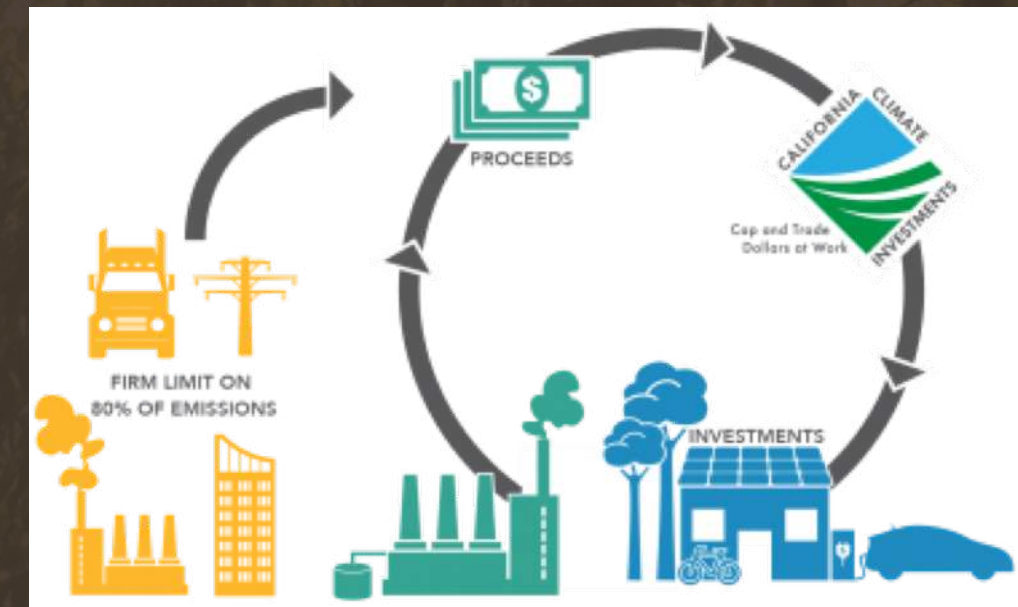 $
PROCEEDS
CALIFORNIA
CLIMATE
INVESTMENTS
Cap and Trade
Dollars at Work
FIRM LIMIT ON
80% OF EMISSIONS
INVESTMENTS